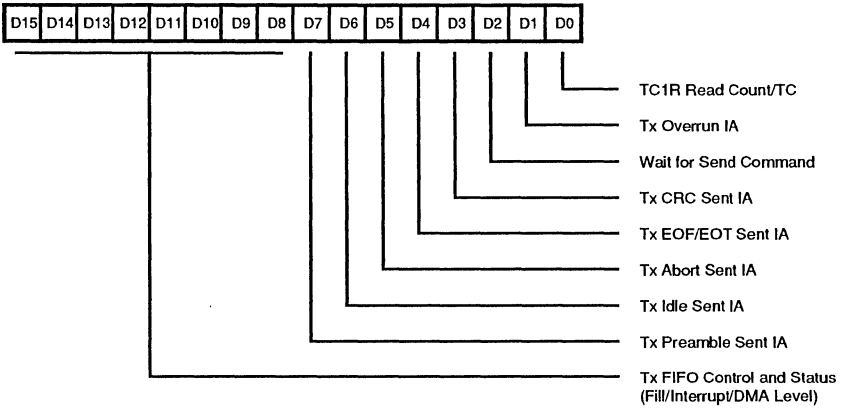 D15 D14 D13 D12 D11 D10 D9 D8 D7 D6 D5 D4 D3 D2 D1 D0
TC1R Read Count/TC
Tx Overrun IA
Wait for Send Command
Tx CRC Sent IA
Tx EOF/EOT Sent IA
Tx Abort Sent IA
Tx Idle Sent IA
Tx Preamble Sent IA
Tx FIFO Control and Status
(Fill/Interrupt/DMA Level)